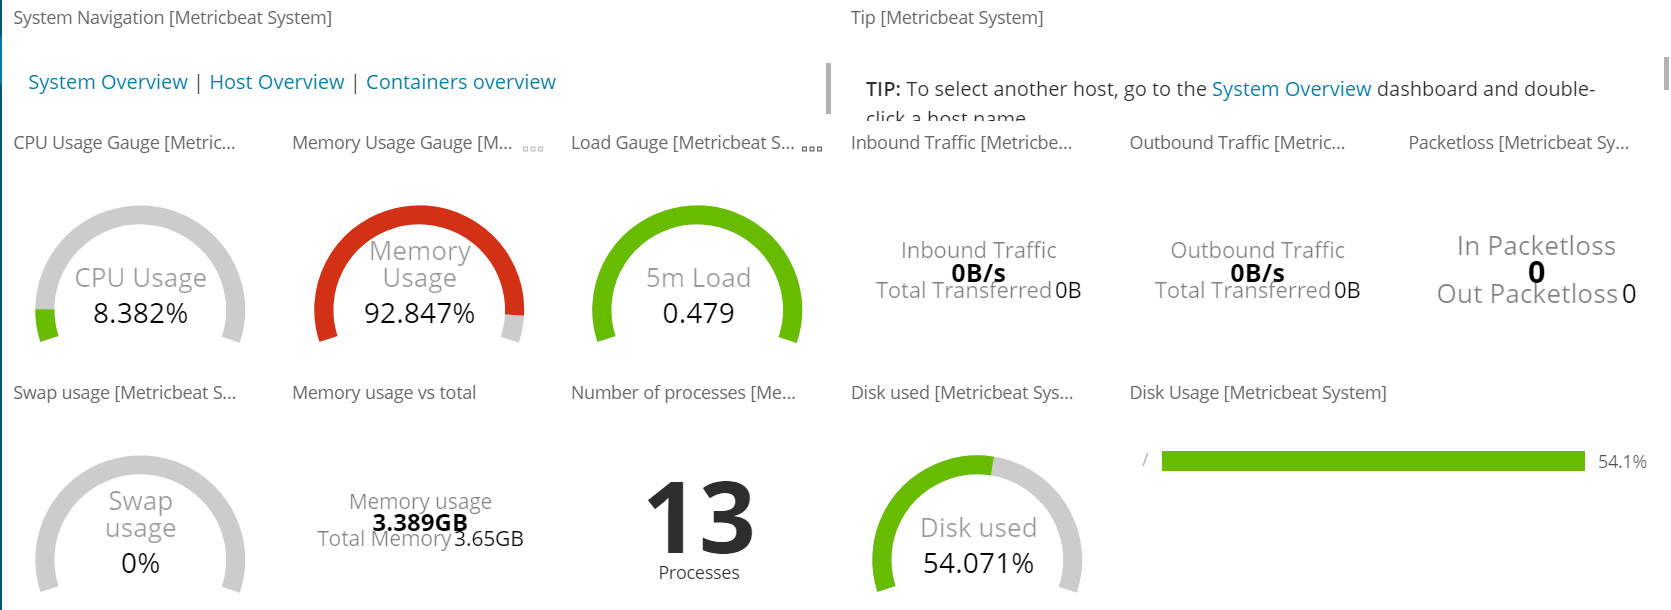 System Navigation [Metricbeat System]
Tip [Metricbeat System]
System Overview | Host Overview | Containers overview
TIP: To select another host, go to the System Overview dashboard and double-
click a host name
CPU Usage Gauge [Metric...
Memory Usage Gauge [M...
Load Gauge [Metricbeat S...
Inbound Traffic [Metricbe...
Outbound Traffic [Metric...
Packetloss [Metricbeat Sy...
CPU Usage
8.382%
Memory
Usage
92.847%
5m Load
0.479
Inbound Traffic
0B/s
Total Transferred 0B
Outbound Traffic
0B/s
Total Transferred 0B
In Packetloss
0
Out Packetloss 0
Swap usage [Metricbeat S...
Memory usage vs total
Number of processes [Me...
Disk used [Metricbeat Sys...
Disk Usage [Metricbeat System]
Swap
usage
0%
Memory usage
3.389GB
Total Memory 3.65GB
13
Processes
Disk used
54.071%
/
54.1%